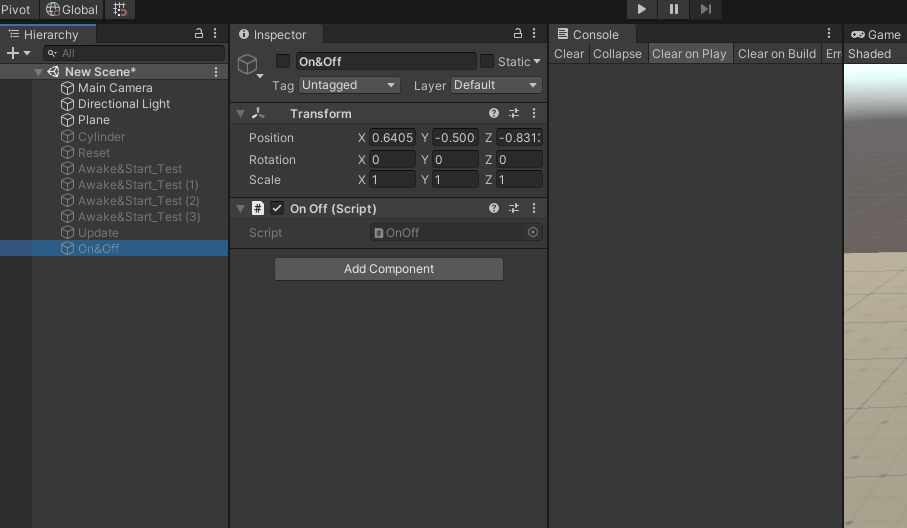 Pivot Global
Hierarchy
All
New Scene*
Main Camera
Directional Light
Plane
Cylinder
Reset
Awake&Start_Test
Awake&Start_Test (1)
Awake&Start_Test (2)
Awake&Start_Test (3)
Update
On&Off
Inspector
On&Off Static
Tag Untagged Layer Default
Transform
Position X 0.6405 Y -0.500 Z -0.831
Rotation X 0 Y 0 Z 0
Scale X 1 Y 1 Z 1
# On Off (Script)
Script OnOff
Add Component
Console
Clear Collapse Clear on Play Clear on Build Err
Game
Shaded